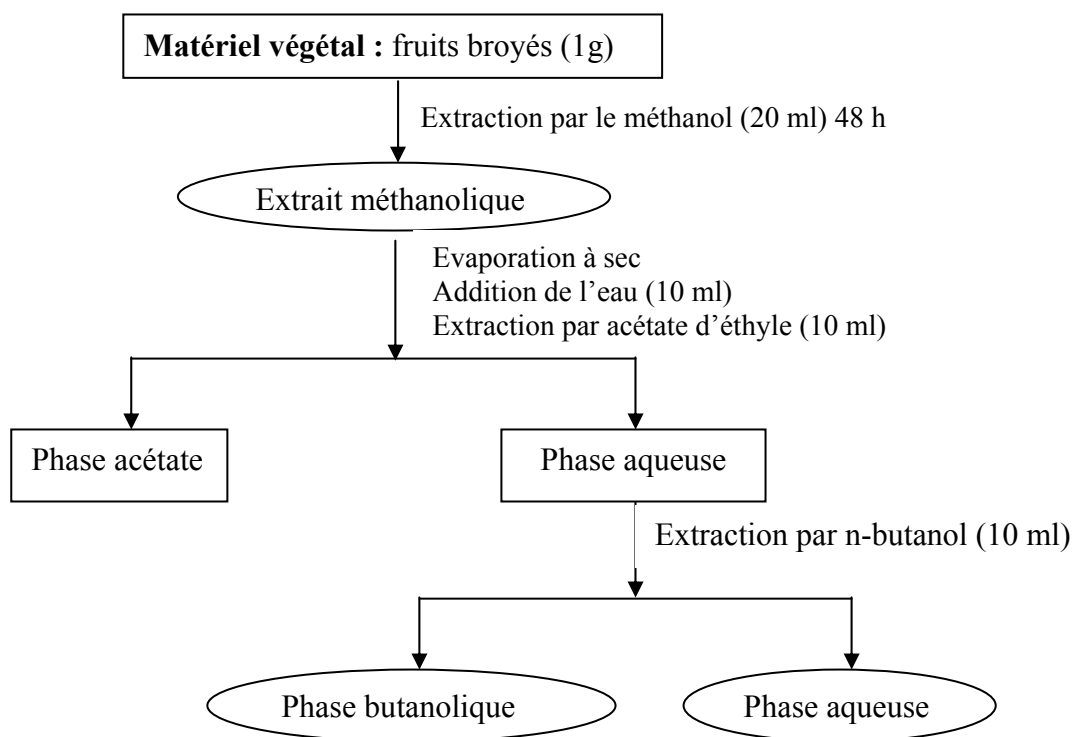 Matériel végétal : fruits broyés (1g)
Extraction par le méthanol (20 ml) 48 h
Extrait méthanolique
Evaporation à sec
Addition de l’eau (10 ml)
Extraction par acétate d’éthyle (10 ml)
Phase acétate
Phase aqueuse
Extraction par n-butanol (10 ml)
Phase butanolique
Phase aqueuse